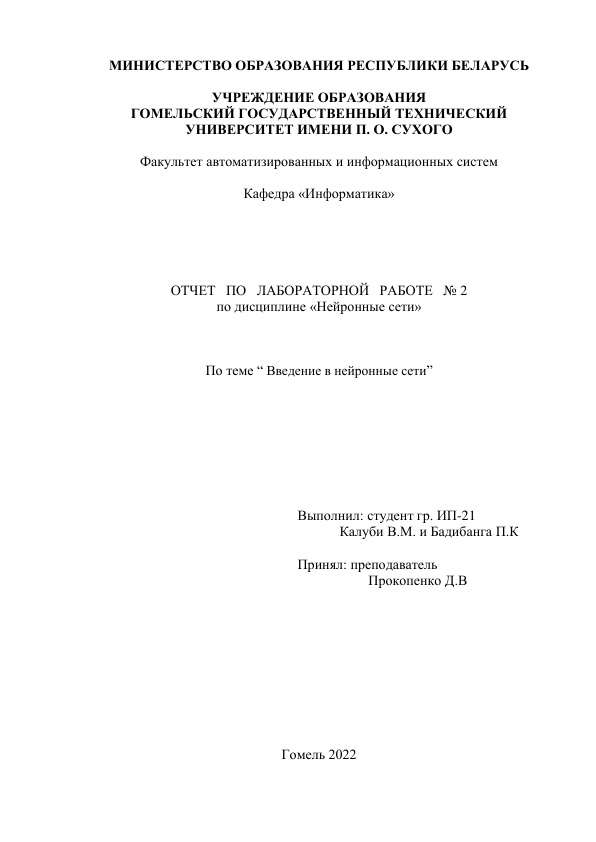 МИНИСТЕРСТВО ОБРАЗОВАНИЯ РЕСПУБЛИКИ БЕЛАРУСЬ
УЧРЕЖДЕНИЕ ОБРАЗОВАНИЯ
ГОМЕЛЬСКИЙ ГОСУДАРСТВЕННЫЙ ТЕХНИЧЕСКИЙ
УНИВЕРСИТЕТ ИМЕНИ П. О. СУХОГО
Факультет автоматизированных и информационных систем
Кафедра «Информатика»
ОТЧЕТ ПО ЛАБОРАТОРНОЙ РАБОТЕ № 2
по дисциплине «Нейронные сети»
По теме “ Введение в нейронные сети”
Выполнил: студент гр. ИП-21
Калуби В.М. и Бадибанга П.К
Принял: преподаватель
Прокопенко Д.В
Гомель 2022